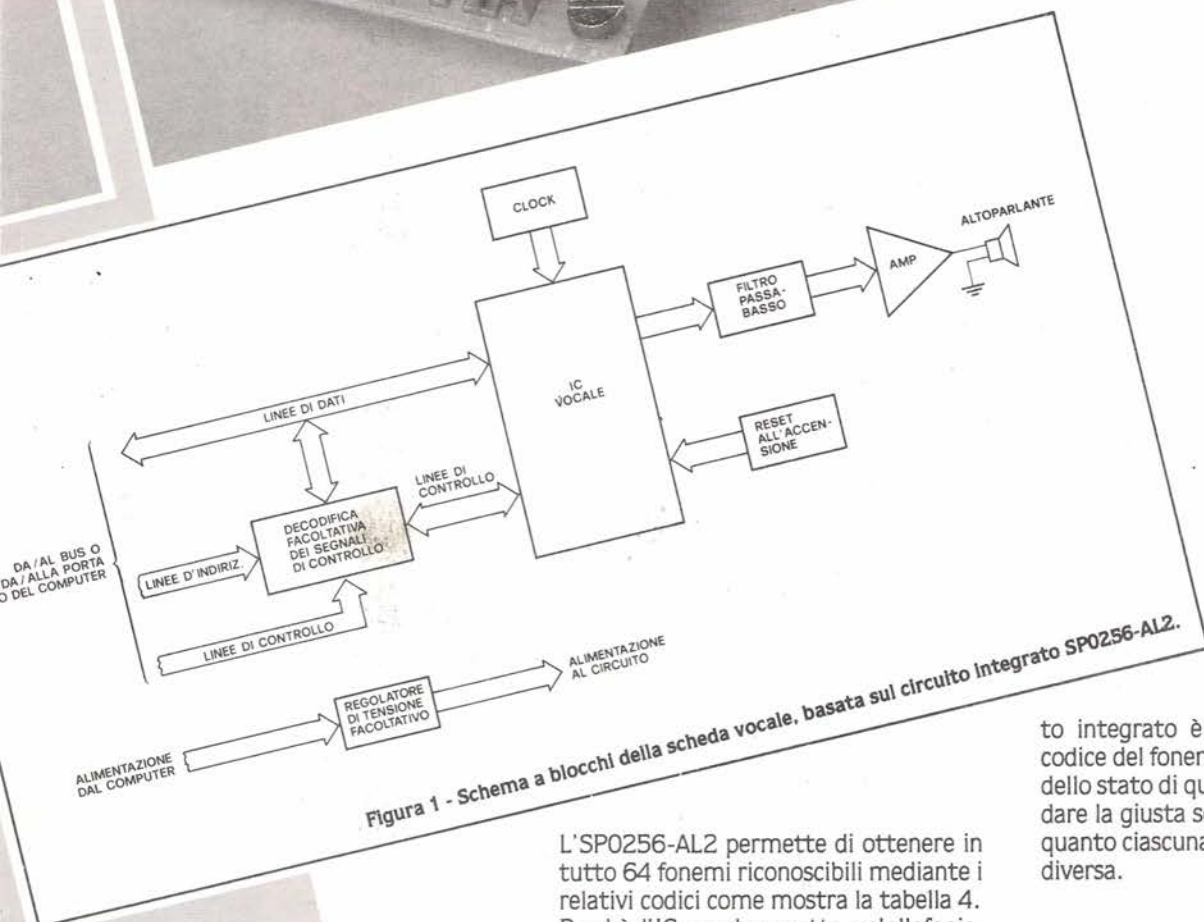 CLOCK
ALTOPARLANTE
AMP
FILTRO
PASSA-
BASSO
IC
VOCALE
LINEE DI DATI
RESET
ALL'ACCEN-
SIONE
LINEE DI
CONTROLLO
DECODIFICA
FACOLTATIVA
DEI SEGNALI
DI CONTROLLO
DA / AL BUS O
DA / ALLA PORTA
O DEL COMPUTER
LINEE D'INDIRIZ.
LINEE DI CONTROLLO
ALIMENTAZIONE
AL CIRCUITO
REGOLATORE
DI TENSIONE
FACOLTATIVO
ALIMENTAZIONE
DAL COMPUTER
Figura 1 - Schema a blocchi della scheda vocale, basata sul circuito integrato SP0256-AL2.
L'SP0256-AL2 permette di ottenere in
tutto 64 fonemi riconoscibili mediante i
relativi codici come mostra la tabella 4.
to integrato è
codice del fonem
dello stato di qu
dare la giusta s
quanto ciascuna
diversa.